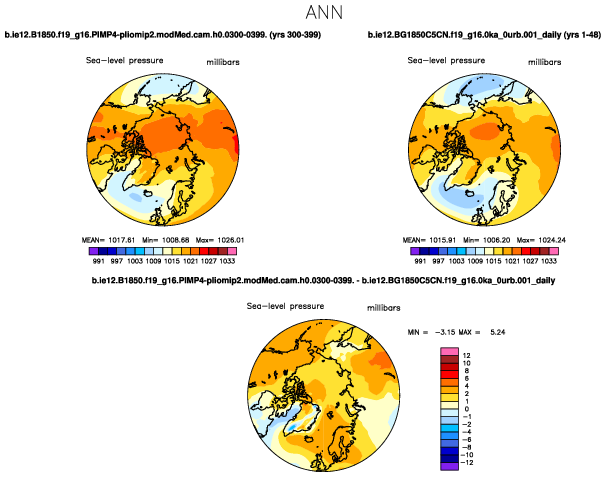 ANN
b.ie12.B1850.f19_g16.PIMP4-pliomip2.modMed.cam.h0.0300-0399. (yrs 300-399)
b.ie12.BG1850C5CN.f19_g16.0ka_0urb.001_daily (yrs 1-48)
Sea-level pressure millibars
Sea-level pressure millibars
MEAN= 1017.61 Min= 1008.68 Max= 1026.01
MEAN= 1015.91 Min= 1006.20 Max= 1024.24
991 997 1003 1009 1015 1021 1027 1033
991 997 1003 1009 1015 1021 1027 1033
b.ie12.B1850.f19_g16.PIMP4-pliomip2.modMed.cam.h0.0300-0399. - b.ie12.BG1850C5CN.f19_g16.0ka_0urb.001_daily
Sea-level pressure millibars
MIN = -3.15 MAX = 5.24
12
10
8
6
4
2
1
0
-1
-2
-4
-6
-8
-10
-12